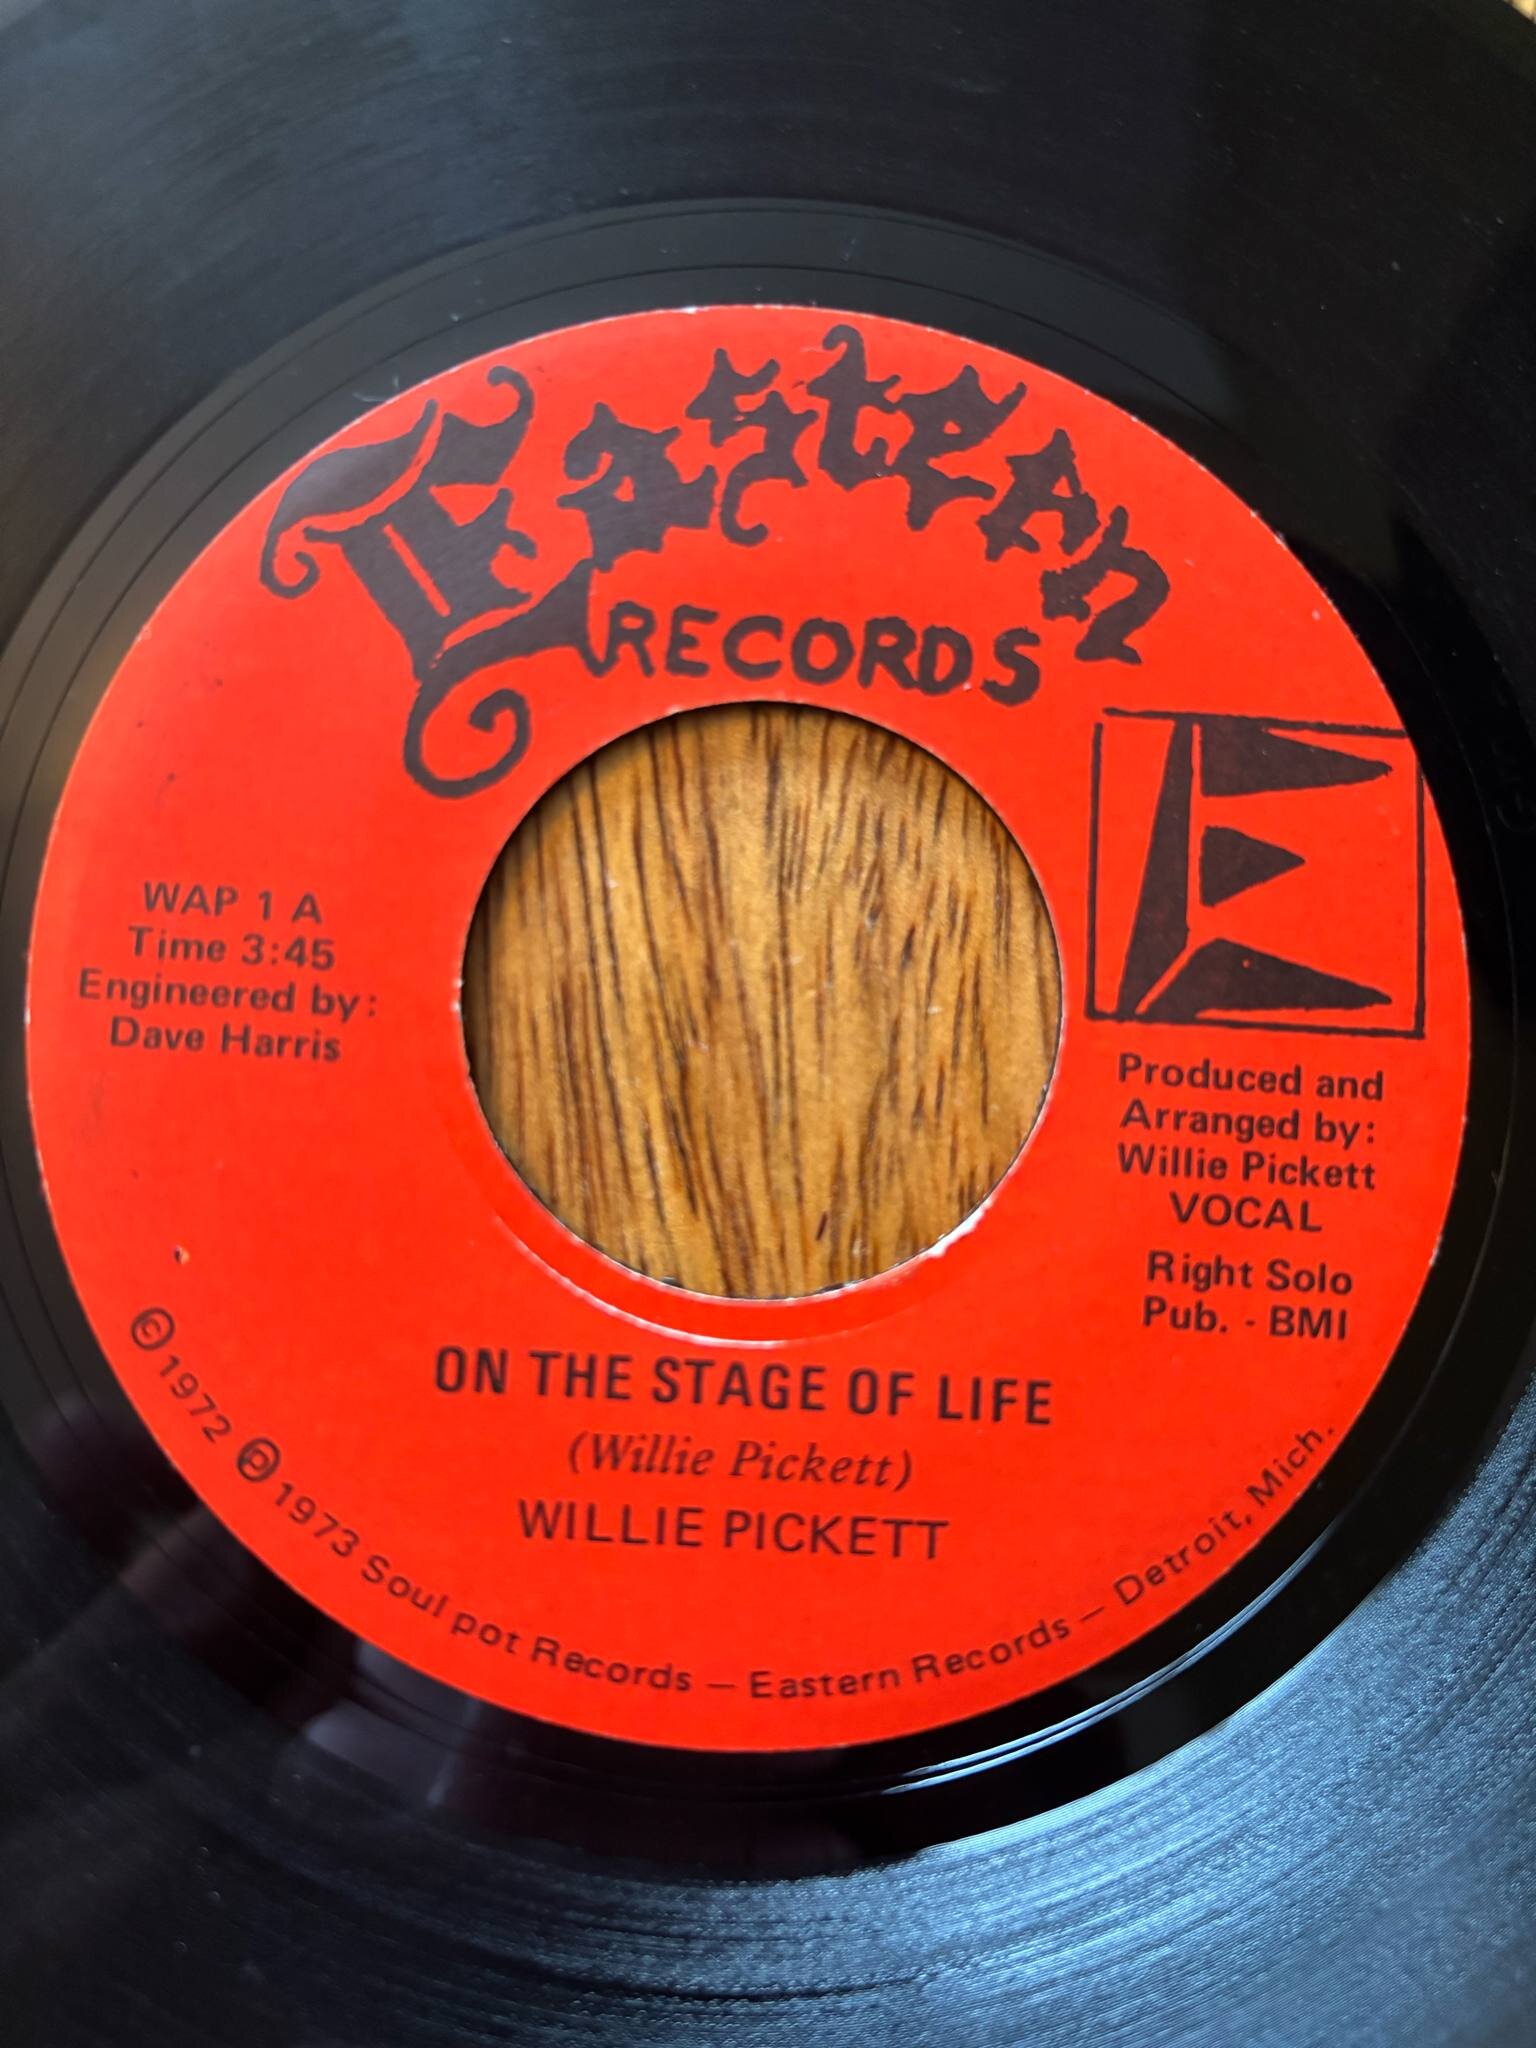 Eastern
RECORDS
E
WAP 1 A
Time 3:45
Engineered by:
Dave Harris
Produced and
Arranged by:
Willie Pickett
VOCAL
Right Solo
Pub. - BMI
ON THE STAGE OF LIFE
(Willie Pickett)
WILLIE PICKETT
© 1972 ℗ 1973 Soul pot Records — Eastern Records — Detroit, Mich.